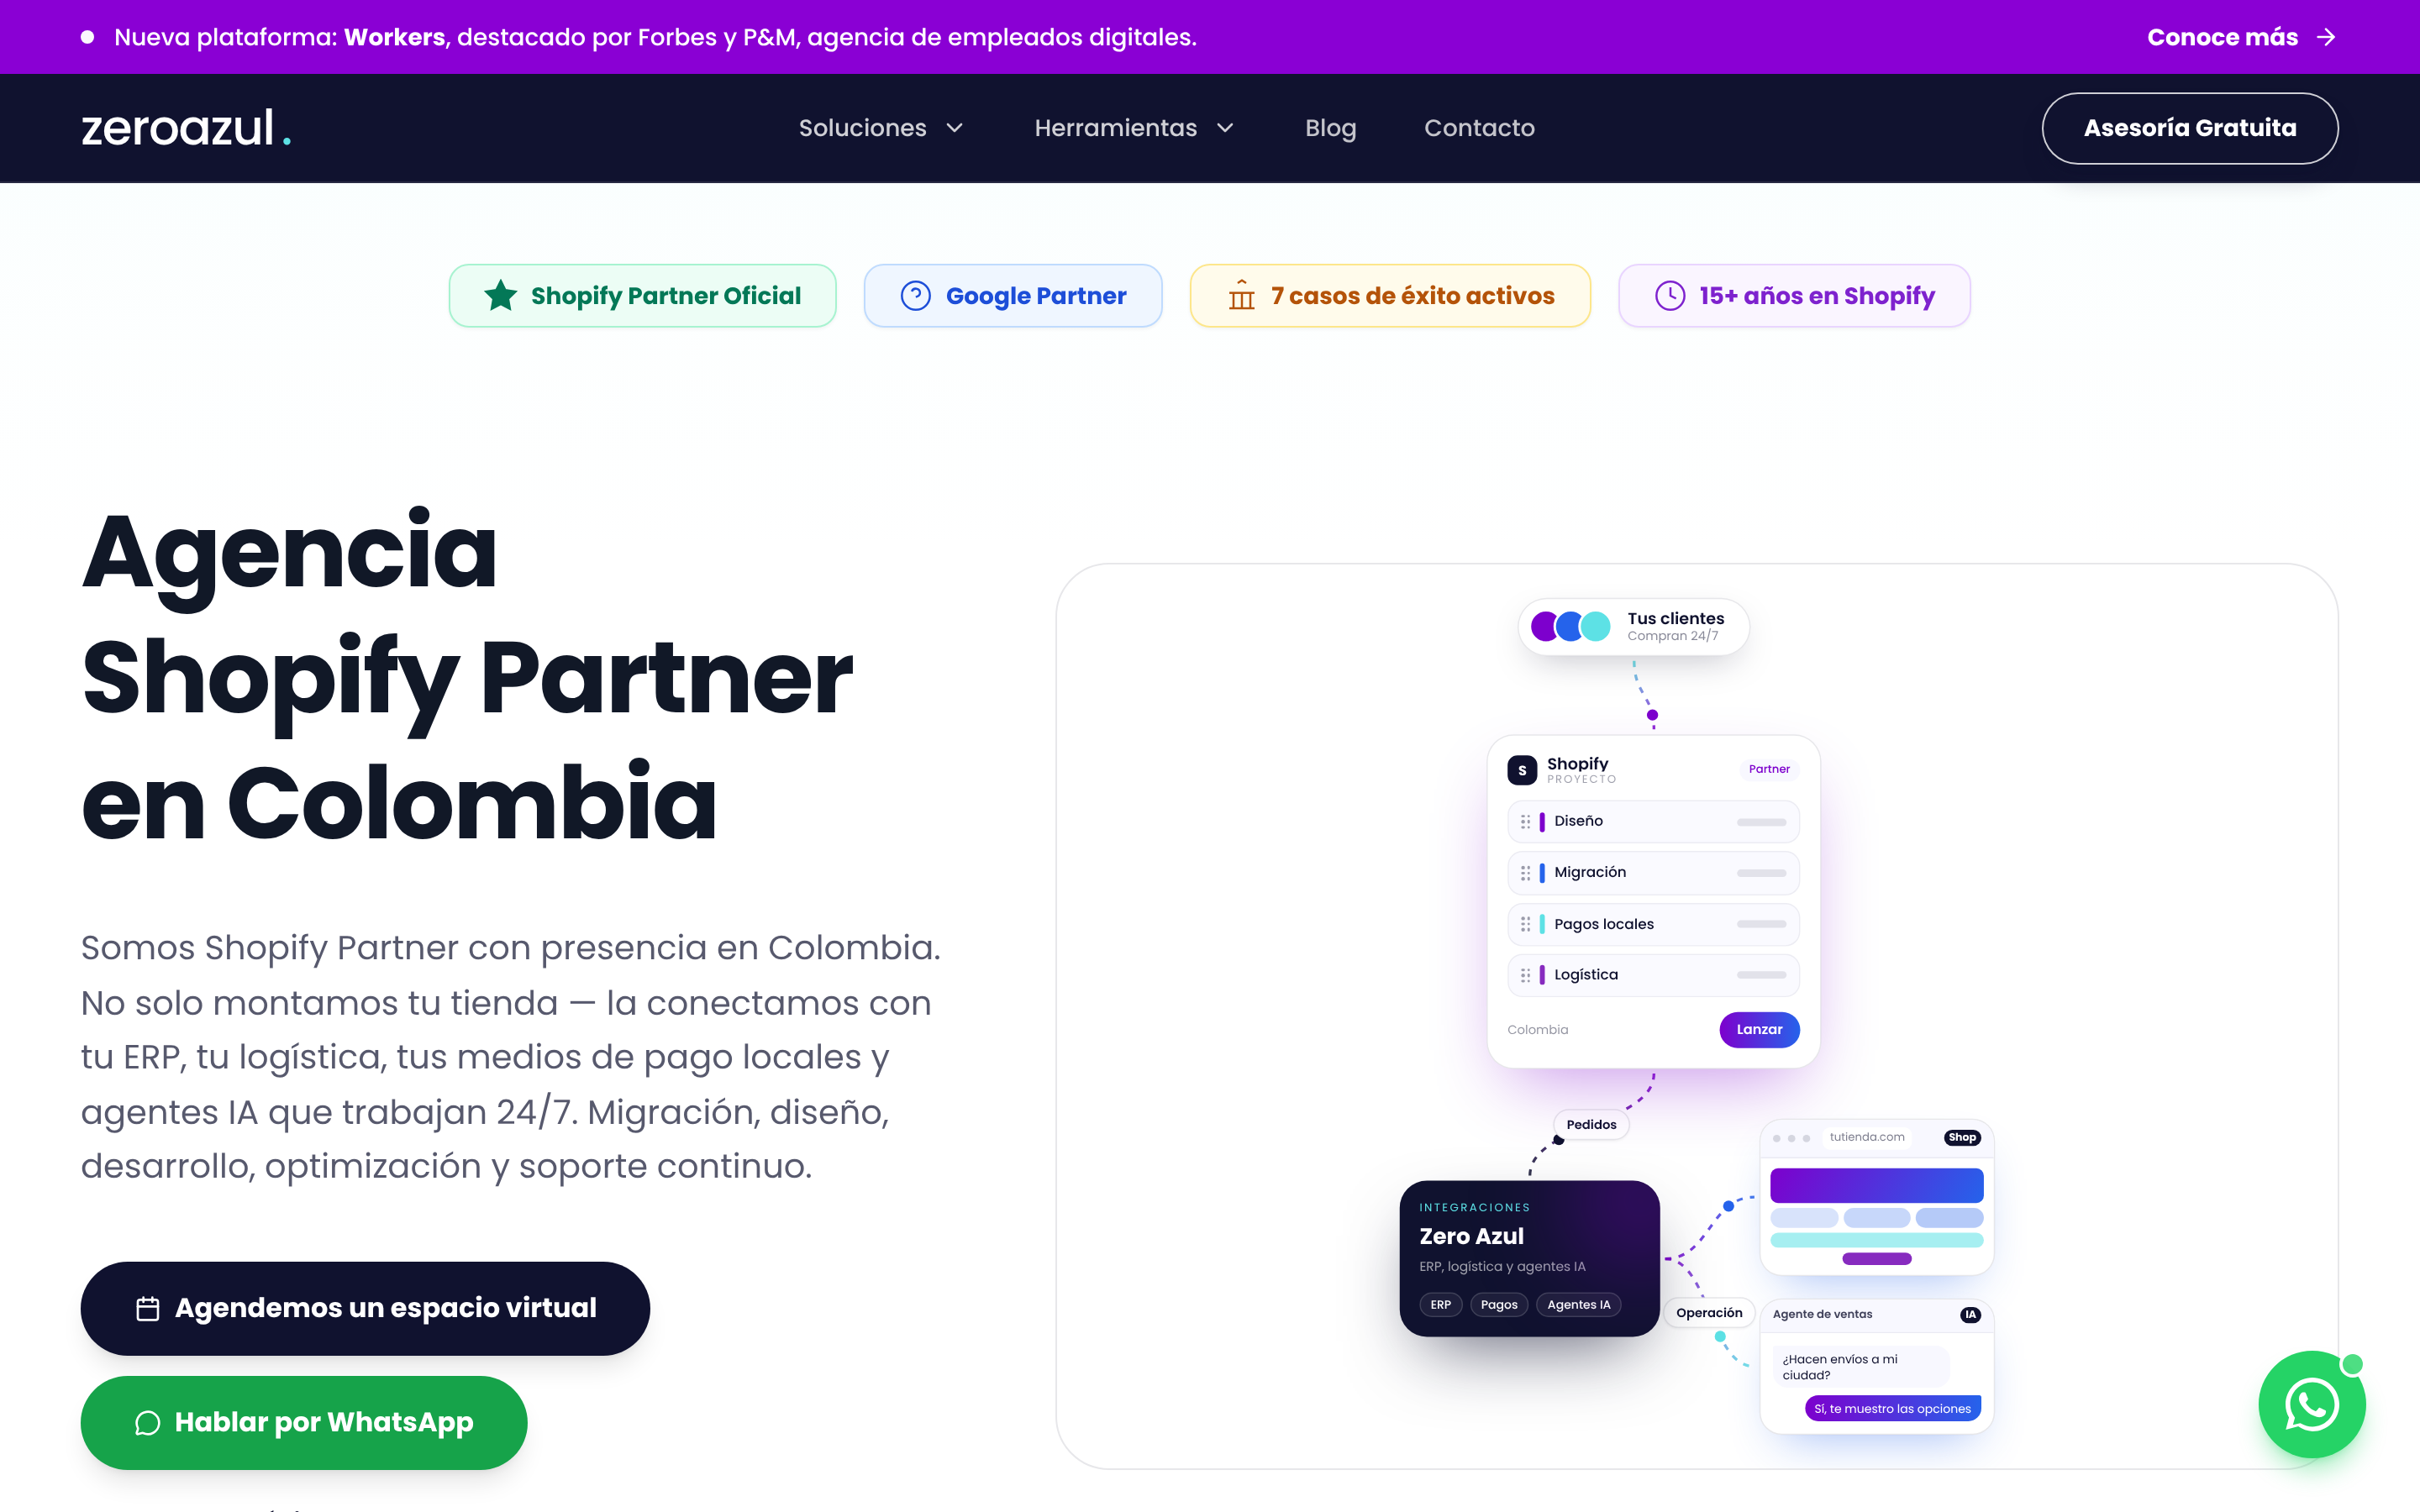 Nueva plataforma: Workers, destacado por Forbes y P&M, agencia de empleados digitales.
Conoce más
zeroazul.
Soluciones
Herramientas
Blog
Contacto
Asesoría Gratuita
Shopify Partner Oficial
Google Partner
7 casos de éxito activos
15+ años en Shopify
Agencia
Shopify Partner
en Colombia
Somos Shopify Partner con presencia en Colombia.
No solo montamos tu tienda — la conectamos con
tu ERP, tu logística, tus medios de pago locales y
agentes IA que trabajan 24/7. Migración, diseño,
desarrollo, optimización y soporte continuo.
Agendemos un espacio virtual
Hablar por WhatsApp
Tus clientes
Compran 24/7
S
Shopify
PROYECTO
Partner
Diseño
Migración
Pagos locales
Logística
Colombia
Lanzar
Pedidos
INTEGRACIONES
Zero Azul
ERP, logística y agentes IA
ERP
Pagos
Agentes IA
Operación
tutienda.com
Shop
Agente de ventas
IA
¿Hacen envíos a mi
ciudad?
Sí, te muestro las opciones